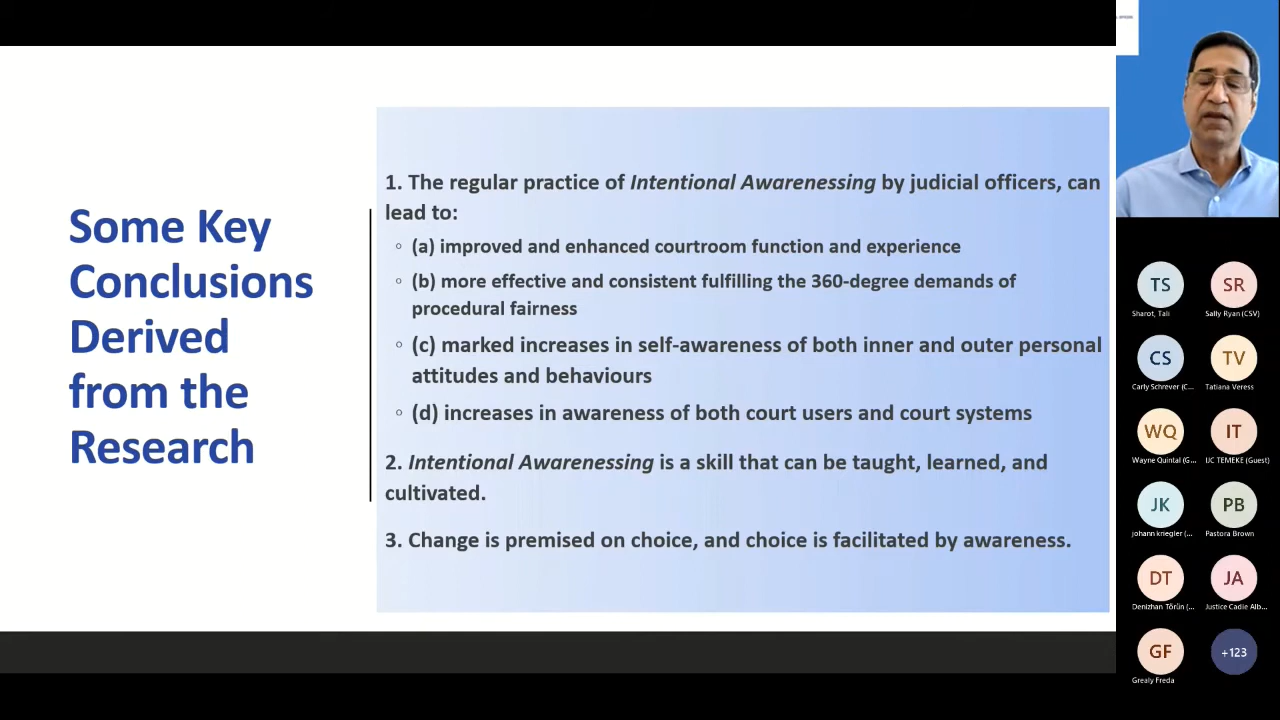 Some Key
Conclusions
Derived
from the
Research
1. The regular practice of Intentional Awarenessing by judicial officers, can
lead to:
◦ (a) improved and enhanced courtroom function and experience
◦ (b) more effective and consistent fulfilling the 360-degree demands of
procedural fairness
◦ (c) marked increases in self-awareness of both inner and outer personal
attitudes and behaviours
◦ (d) increases in awareness of both court users and court systems
2. Intentional Awarenessing is a skill that can be taught, learned, and
cultivated.
3. Change is premised on choice, and choice is facilitated by awareness.
TS
Sharot, Tali
SR
Sally Ryan (CSV)
CS
Carly Schrever (C...
TV
Tatiana Veress
WQ
Wayne Quintal (G...
IT
IJC TEMEKE (Guest)
JK
johann kriegler (...
PB
Pastora Brown
DT
Denizhan Törün (...
JA
Justice Cadie Alb...
GF
Grealy Freda
+123